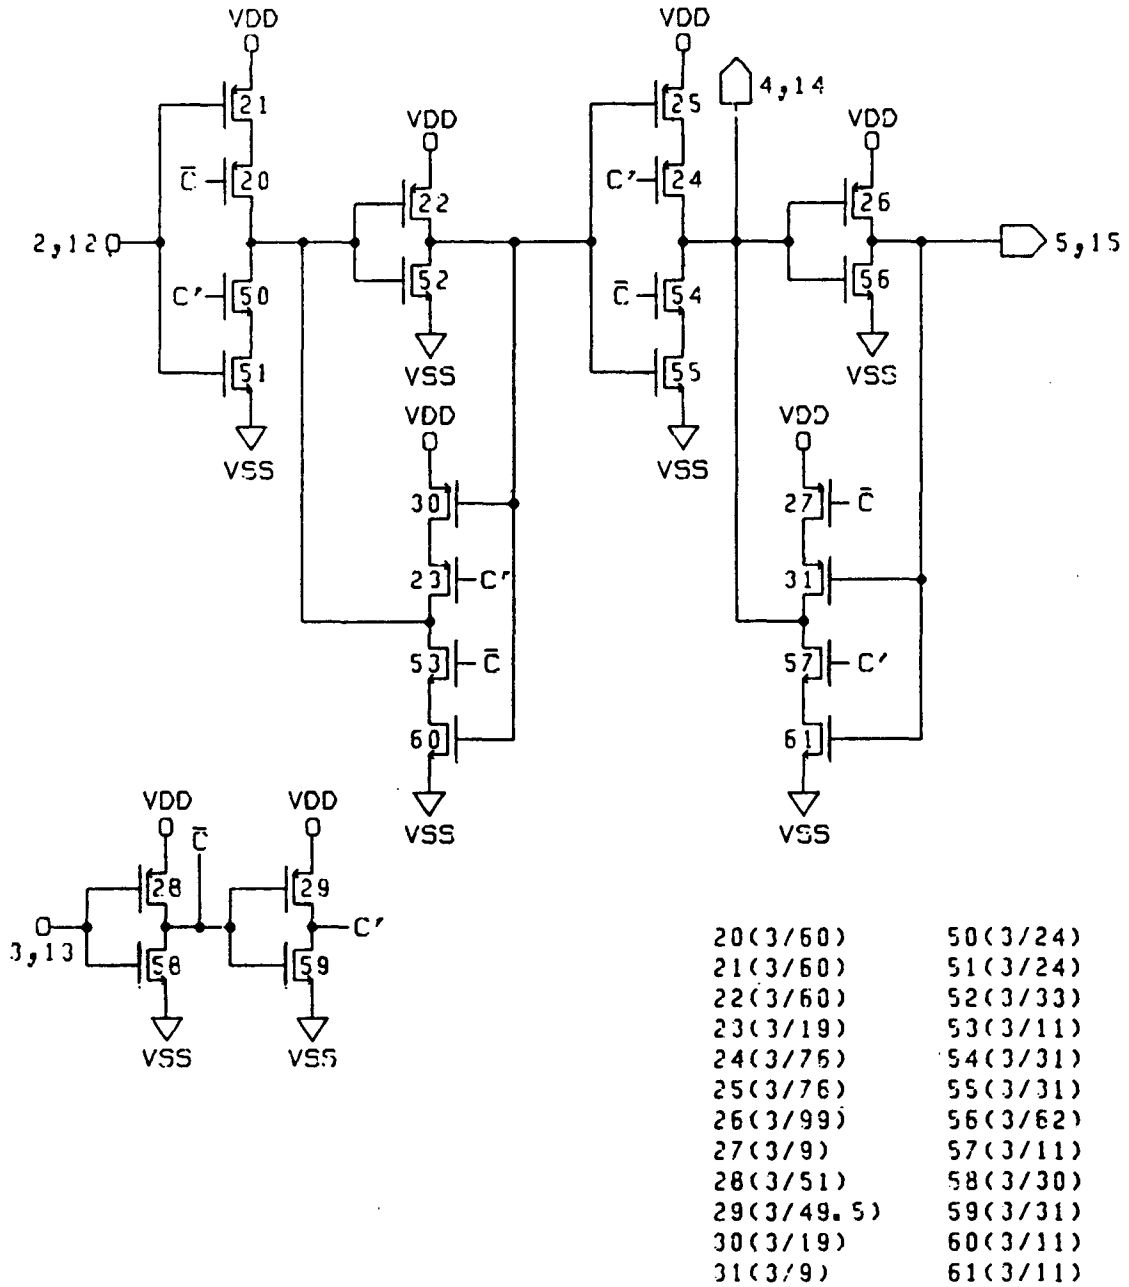 VDD
VDD
21
25
4,14
VDD
VDD
C̅
20
C'
24
22
26
2,12
5,15
52
56
C'
50
C̅
54
51
55
VSS
VSS
VDD
VDD
VSS
VSS
30
27
C̅
23
C'
31
53
C̅
57
C'
60
61
VSS
VSS
VDD
VDD
C̅
28
29
3,13
C'
58
59
VSS
VSS
20(3/60) 50(3/24)
21(3/60) 51(3/24)
22(3/60) 52(3/33)
23(3/19) 53(3/11)
24(3/76) 54(3/31)
25(3/76) 55(3/31)
26(3/99) 56(3/62)
27(3/9) 57(3/11)
28(3/51) 58(3/30)
29(3/49.5) 59(3/31)
30(3/19) 60(3/11)
31(3/9) 61(3/11)